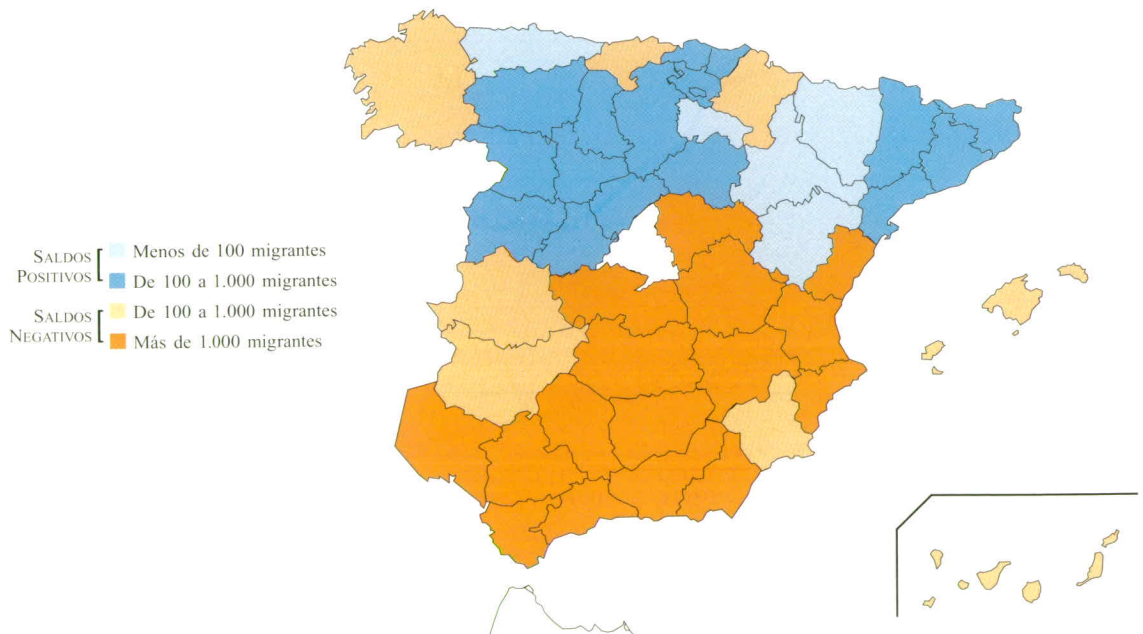 SALDOS POSITIVOS
Menos de 100 migrantes
De 100 a 1.000 migrantes
SALDOS NEGATIVOS
De 100 a 1.000 migrantes
Más de 1.000 migrantes